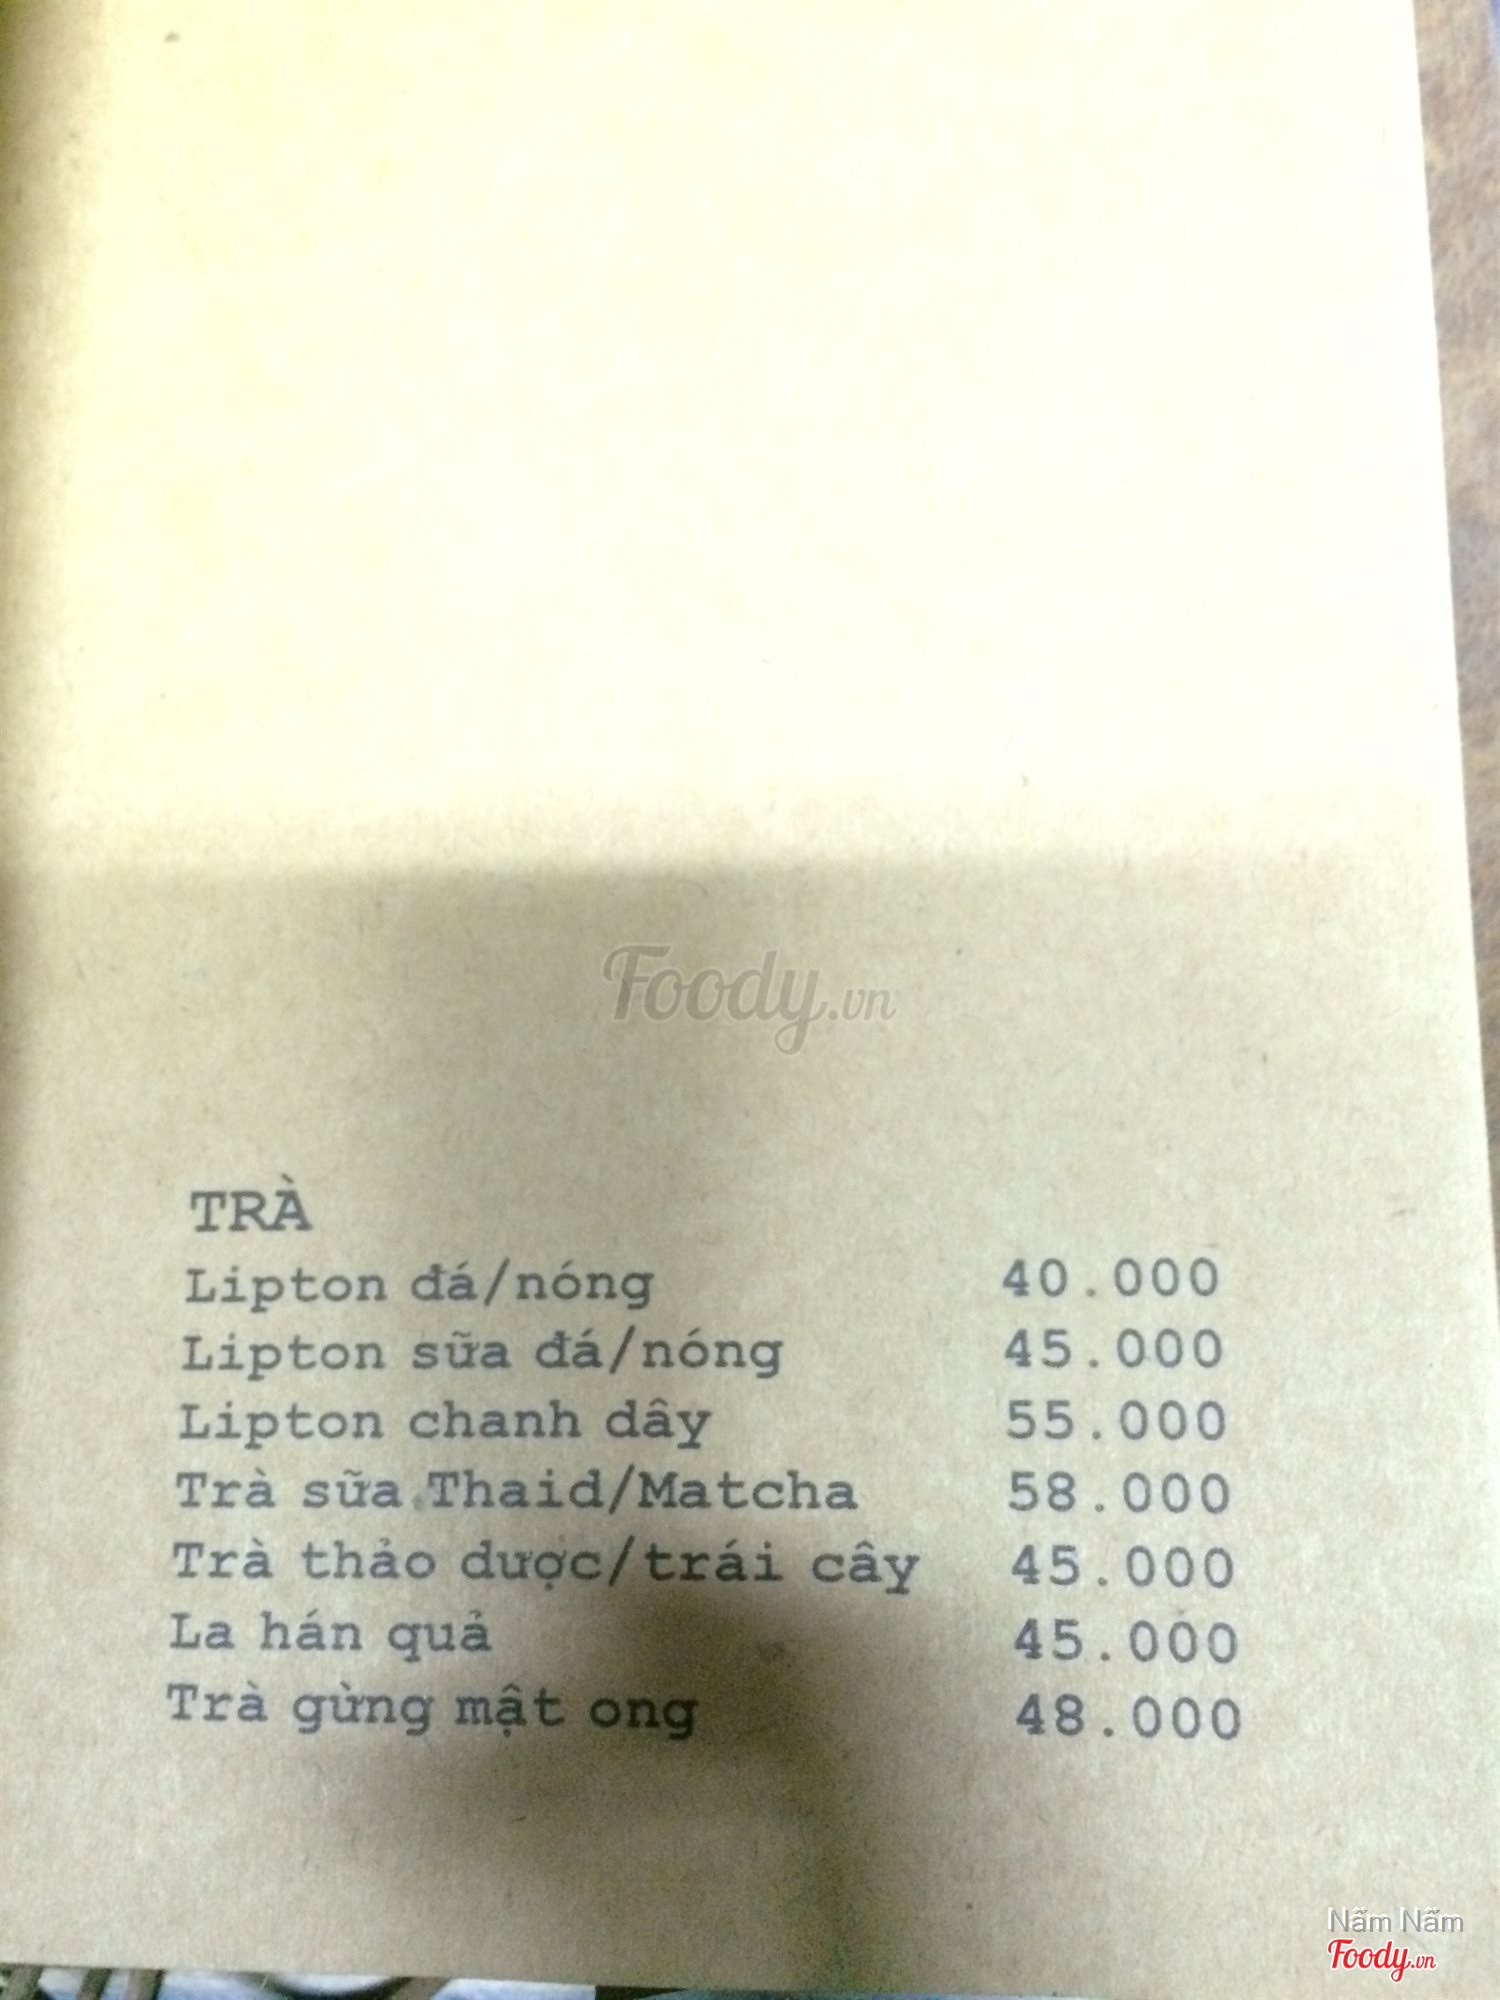 Foody.vn
TRÀ
Lipton đá/nóng 40.000
Lipton sữa đá/nóng 45.000
Lipton chanh dây 55.000
Trà sữa Thaid/Matcha 58.000
Trà thảo dược/trái cây 45.000
La hán quả 45.000
Trà gừng mật ong 48.000
Nấm Nấm
Foody.vn